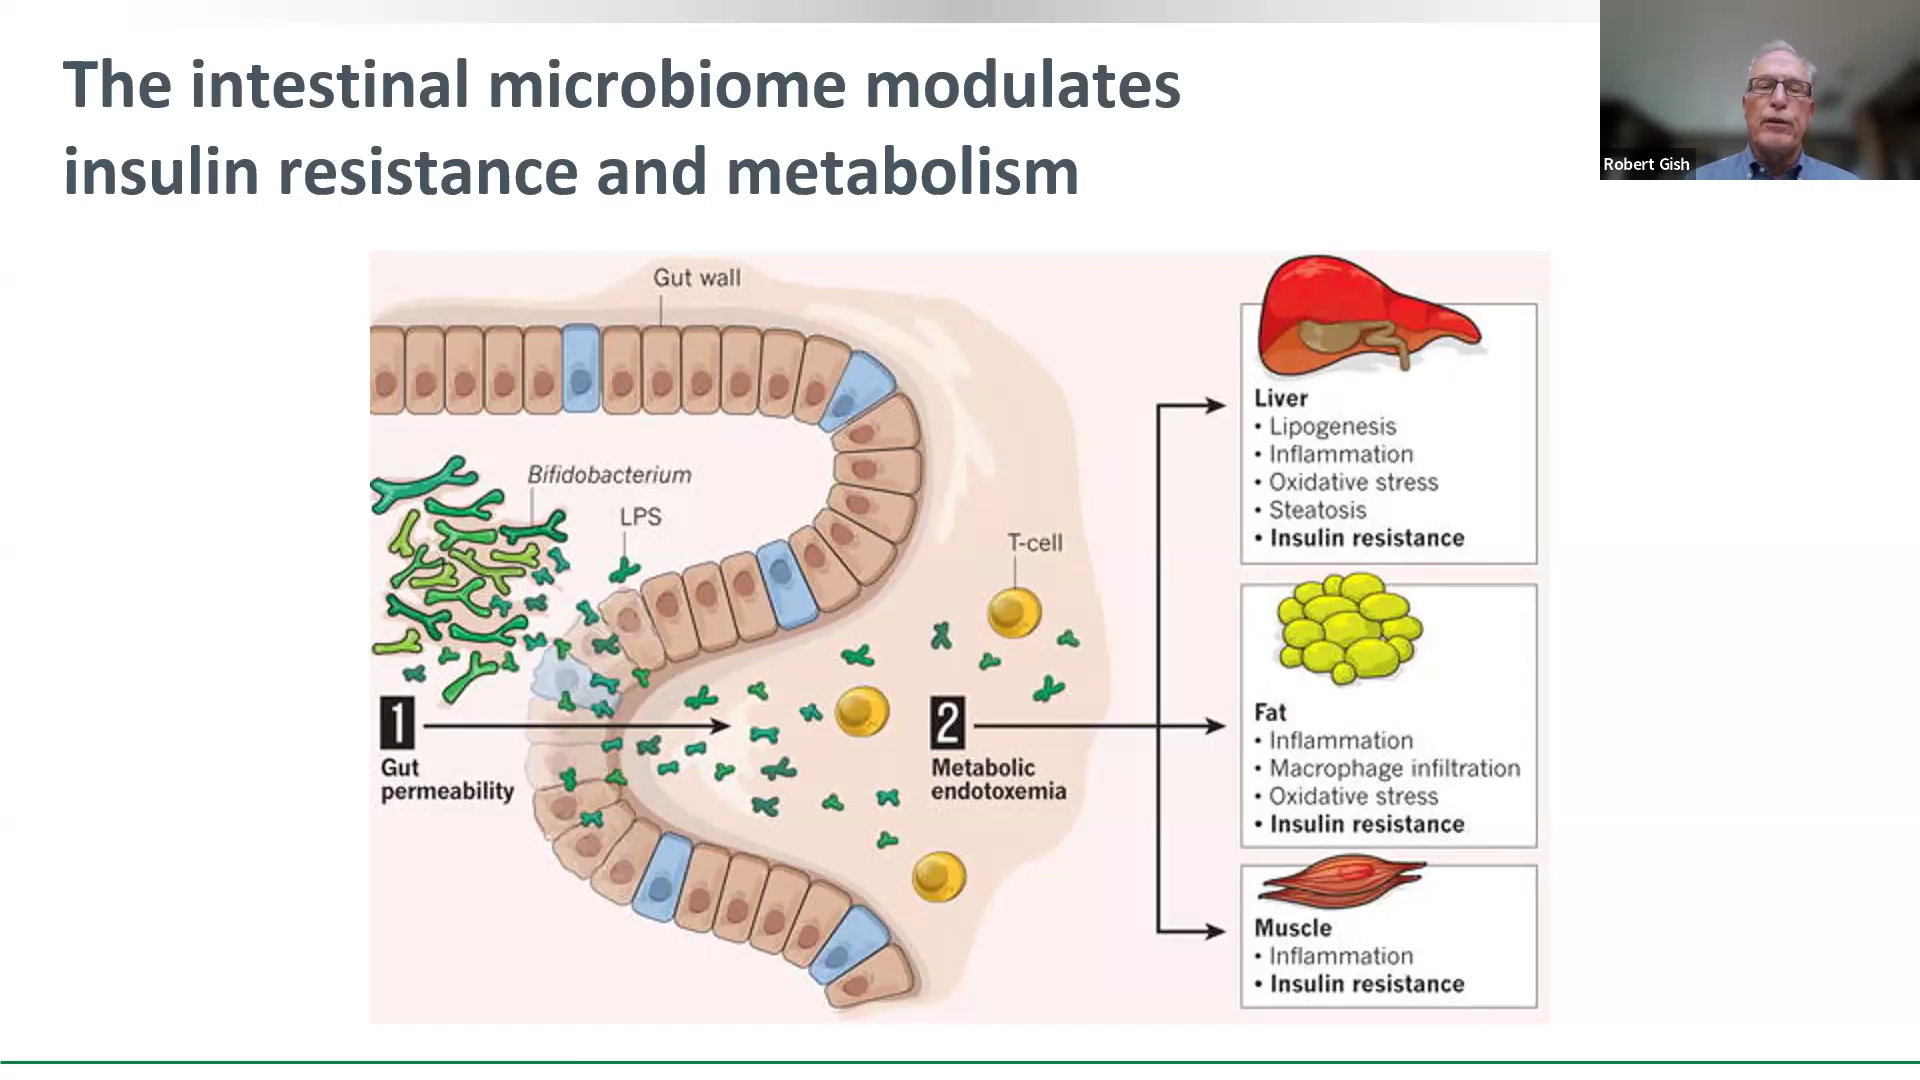 The intestinal microbiome modulates
insulin resistance and metabolism
Robert Gish
Gut wall
Bifidobacterium
LPS
T-cell
1
Gut
permeability
2
Metabolic
endotoxemia
Liver
• Lipogenesis
• Inflammation
• Oxidative stress
• Steatosis
• Insulin resistance
Fat
• Inflammation
• Macrophage infiltration
• Oxidative stress
• Insulin resistance
Muscle
• Inflammation
• Insulin resistance